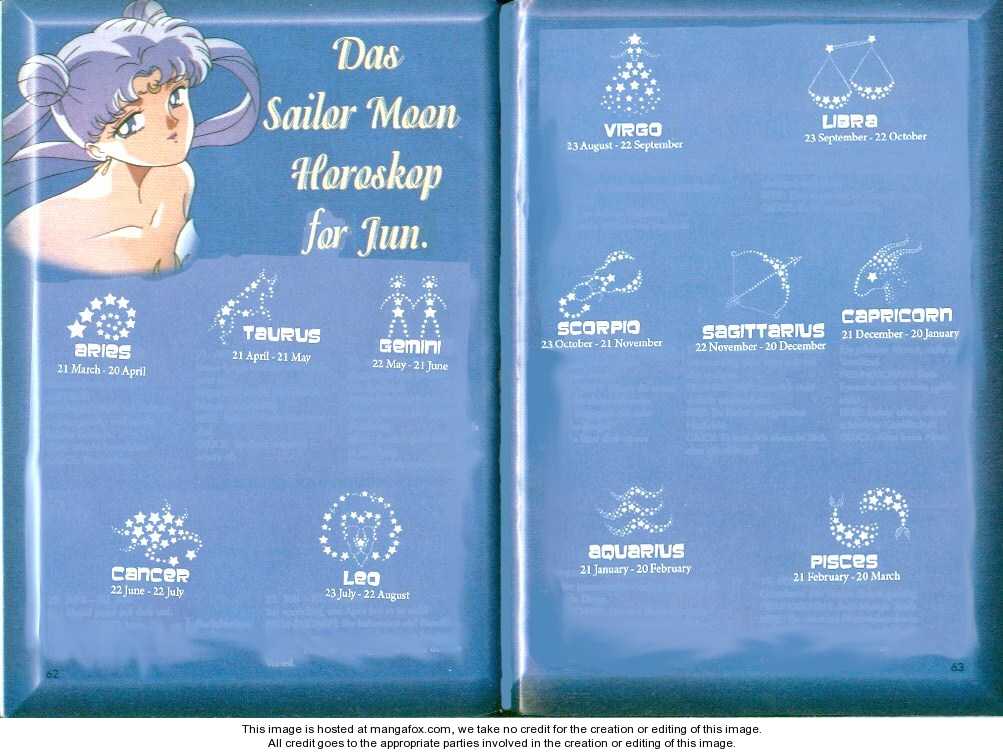 Das
Sailor Moon
Horoskop
for Jun.
ARIES
21 March - 20 April
TAURUS
21 April - 21 May
GEMINI
22 May - 21 June
CANCER
22 June - 22 July
LEO
23 July - 22 August
62
VIRGO
23 August - 22 September
LIBRA
23 September - 22 October
SCORPIO
23 October - 21 November
SAGITTARIUS
22 November - 20 December
CAPRICORN
21 December - 20 January
AQUARIUS
21 January - 20 February
PISCES
21 February - 20 March
63
This image is hosted at mangafox.com, we take no credit for the creation or editing of this image.
All credit goes to the appropriate parties involved in the creation or editing of this image.